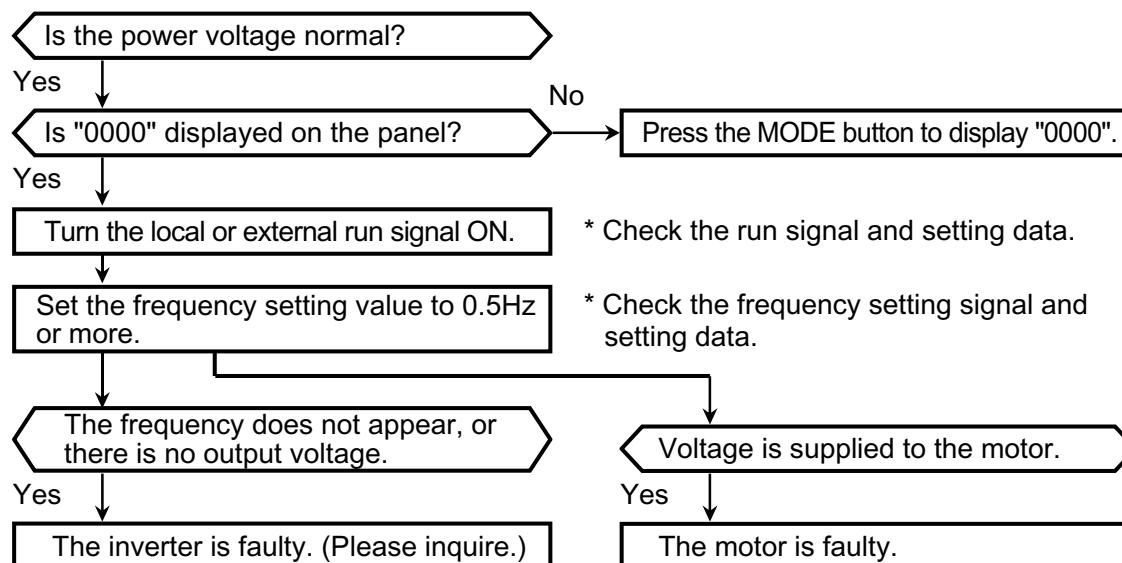 Is the power voltage normal?
Yes
No
Is "0000" displayed on the panel?
Press the MODE button to display "0000".
Yes
Turn the local or external run signal ON.
* Check the run signal and setting data.
Set the frequency setting value to 0.5Hz
or more.
* Check the frequency setting signal and
setting data.
The frequency does not appear, or
there is no output voltage.
Voltage is supplied to the motor.
Yes
Yes
The inverter is faulty. (Please inquire.)
The motor is faulty.